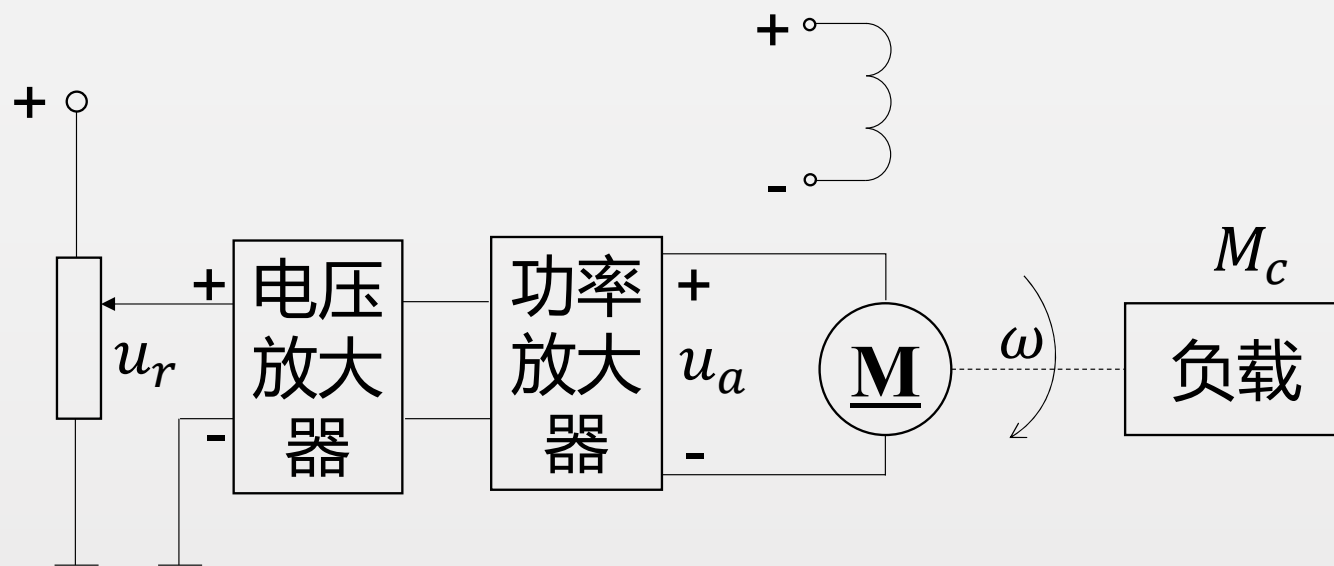 +
+
-
+
u_r
-
电压
放大
器
功率
放大
器
+
u_a
-
M
ω
M_c
负载